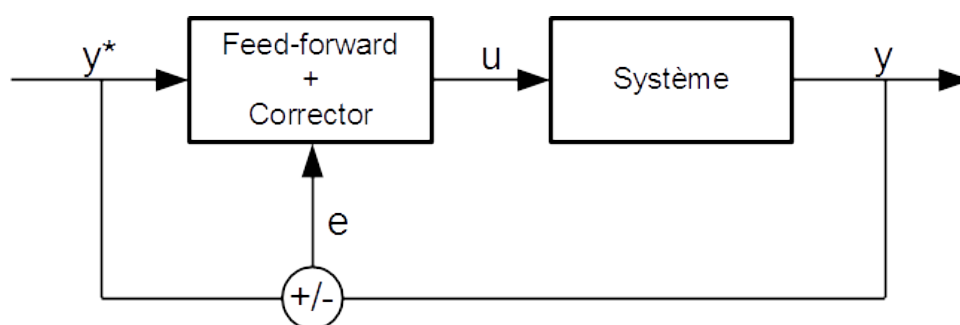 y*
Feed-forward
+
Corrector
u
Système
y
e
+/-